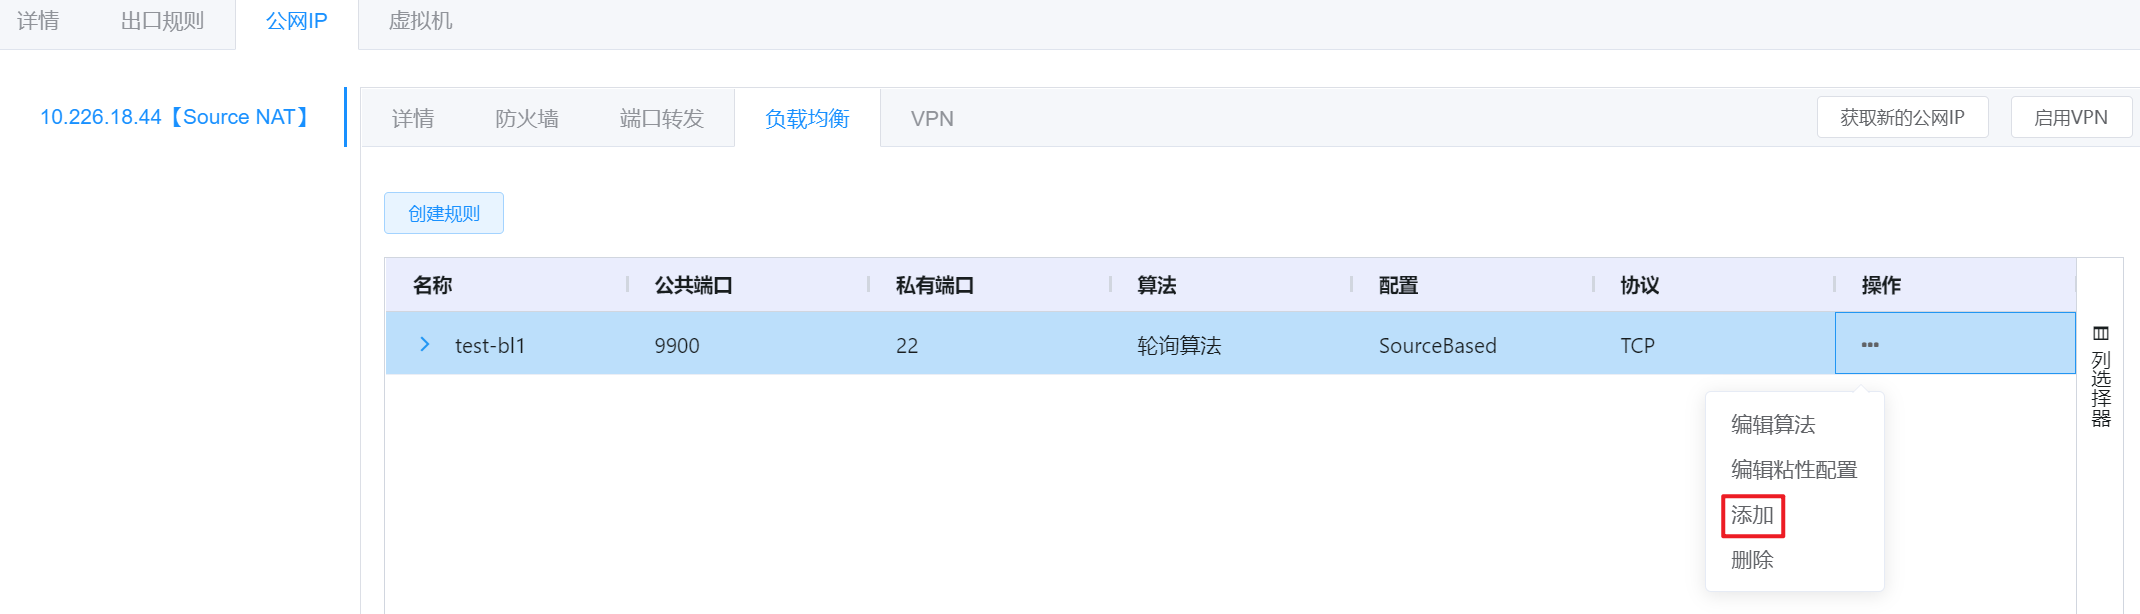 详情 出口规则 公网IP 虚拟机
10.226.18.44【Source NAT】
详情 防火墙 端口转发 负载均衡 VPN 获取新的公网IP 启用VPN
创建规则
名称 公共端口 私有端口 算法 配置 协议 操作
test-bl1 9900 22 轮询算法 SourceBased TCP •••
列选择器
编辑算法
编辑粘性配置
添加
删除